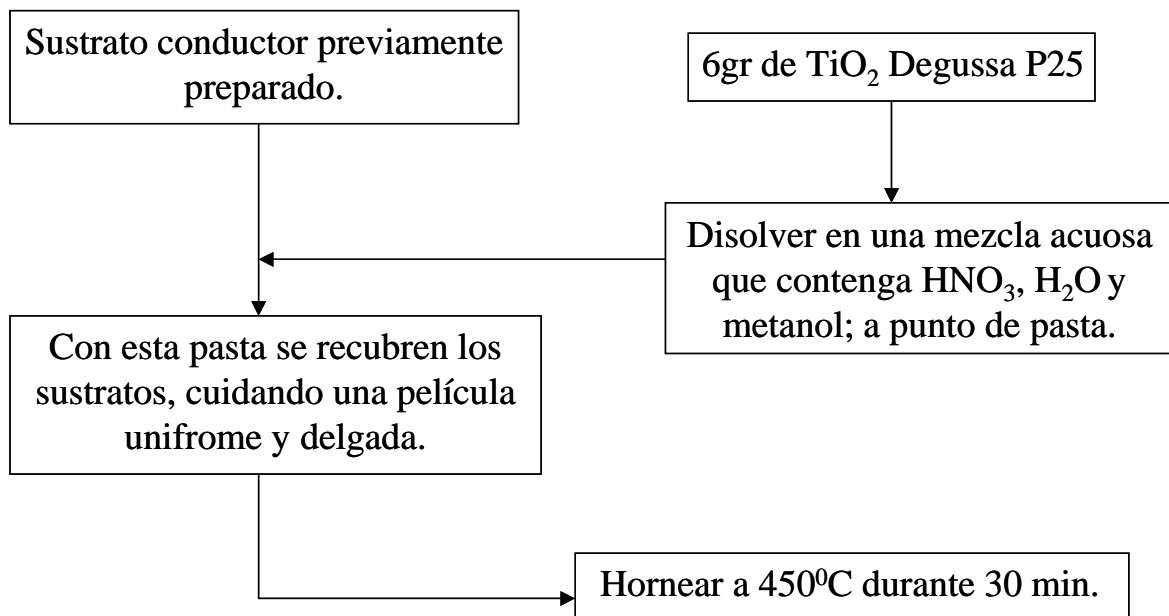 Sustrato conductor previamente
preparado.
6gr de TiO₂ Degussa P25
Disolver en una mezcla acuosa
que contenga HNO₃, H₂O y
metanol; a punto de pasta.
Con esta pasta se recubren los
sustratos, cuidando una película
unifrome y delgada.
Hornear a 450⁰C durante 30 min.